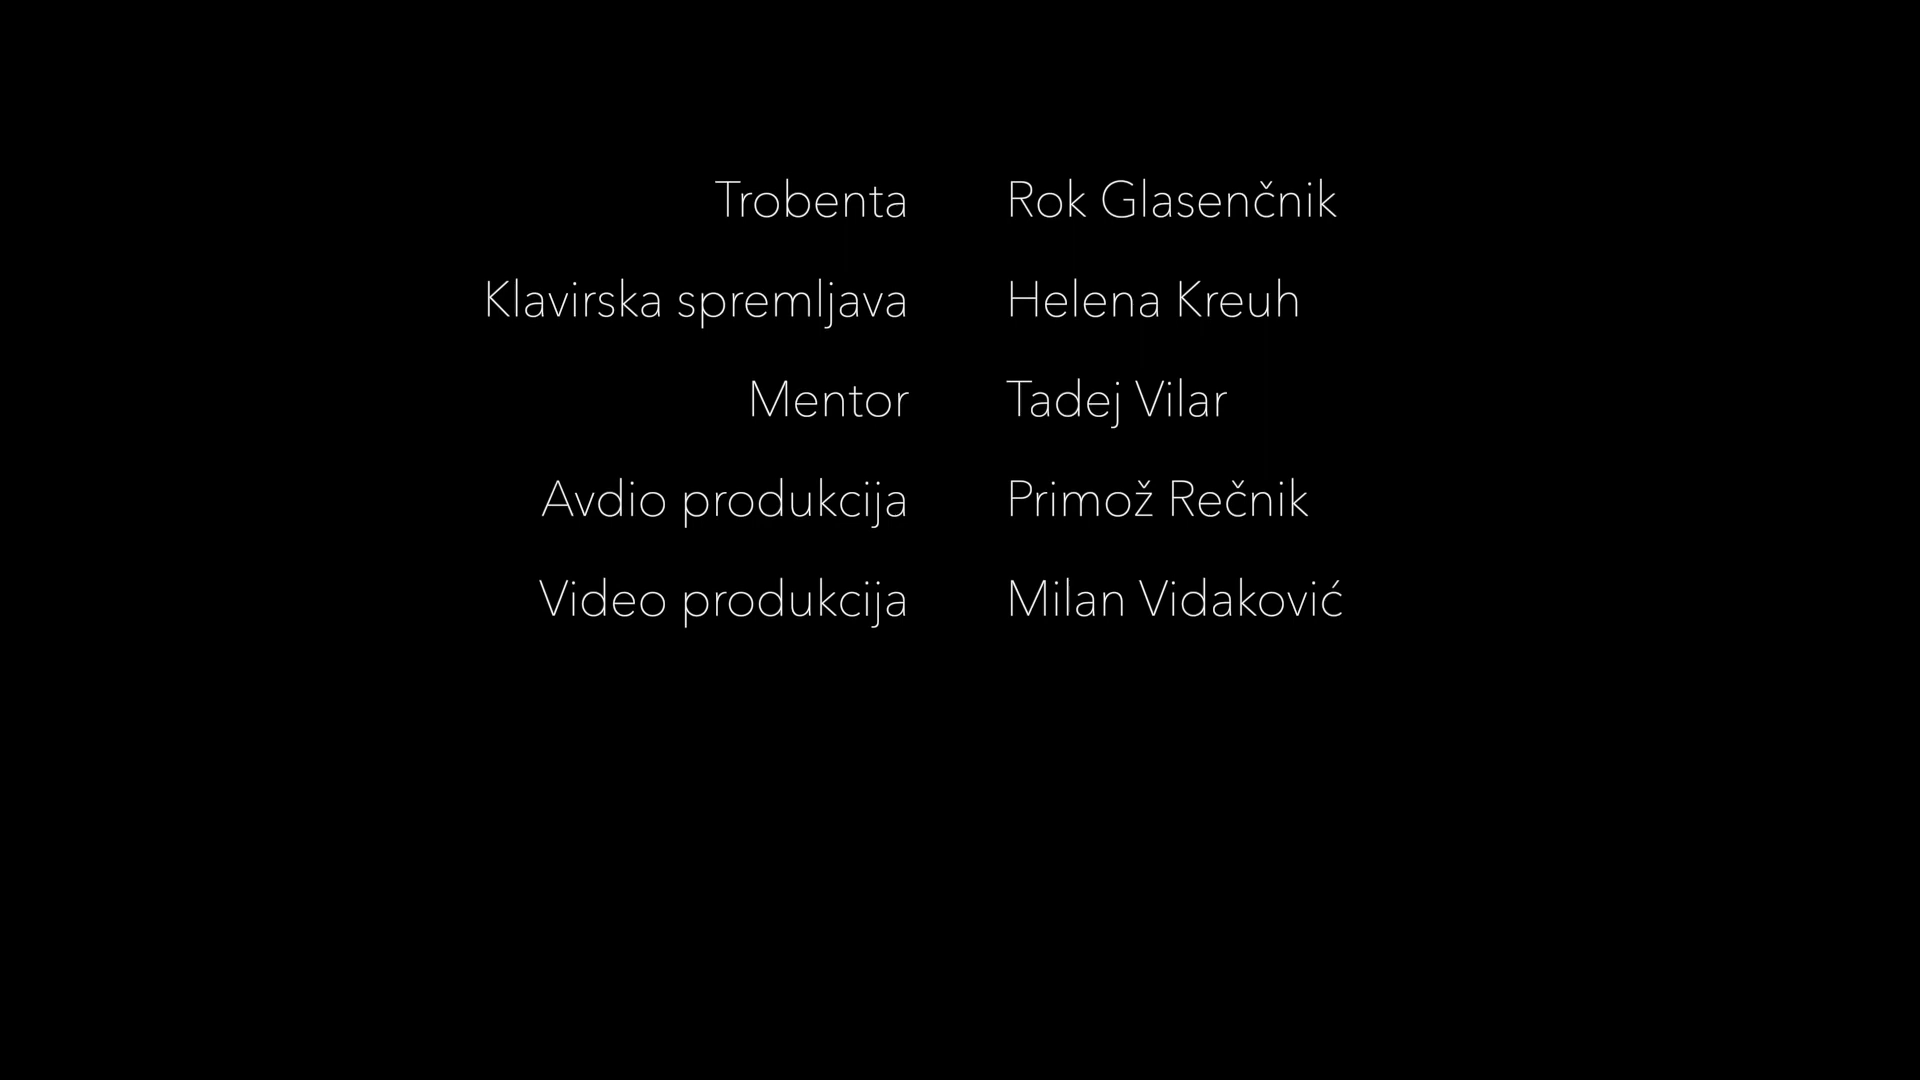 Trobenta Rok Glasenčnik
Klavirska spremljava Helena Kreuh
Mentor Tadej Vilar
Avdio produkcija Primož Rečnik
Video produkcija Milan Vidaković